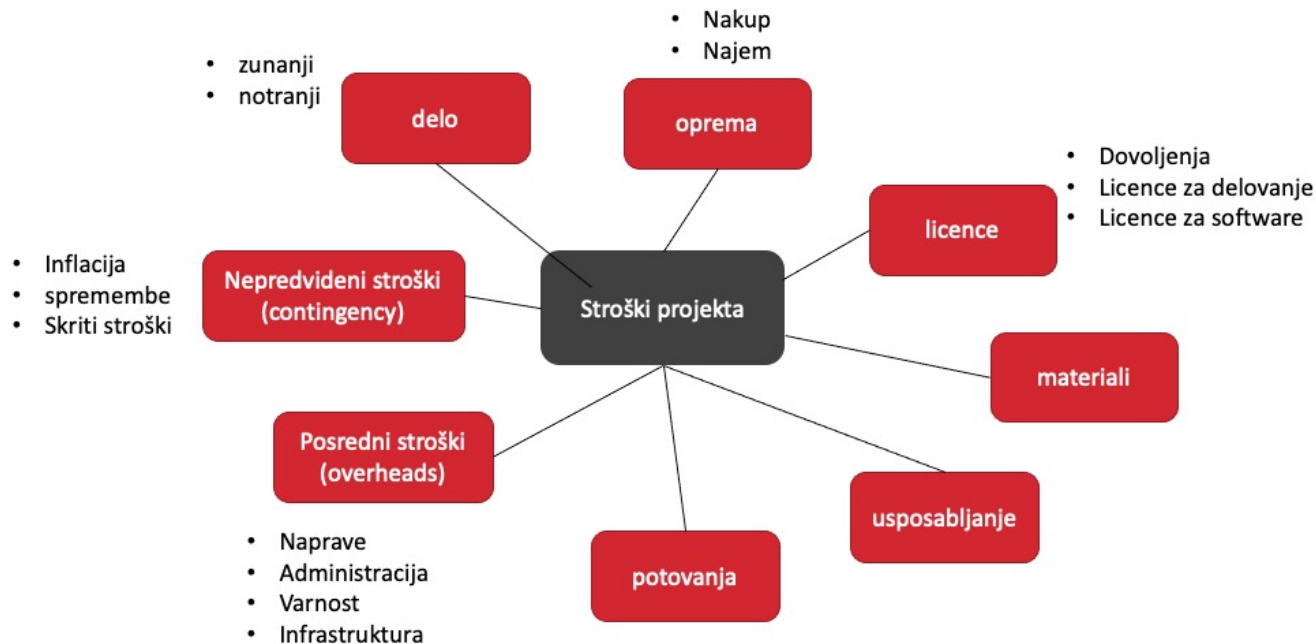 • Nakup
• Najem
• zunanji
• notranji
delo
oprema
• Dovoljenja
• Licence za delovanje
• Licence za software
licence
• Inflacija
• spremembe
• Skriti stroški
Nepredvideni stroški
(contingency)
Stroški projekta
materiali
Posredni stroški
(overheads)
usposabljanje
potovanja
• Naprave
• Administracija
• Varnost
• Infrastruktura